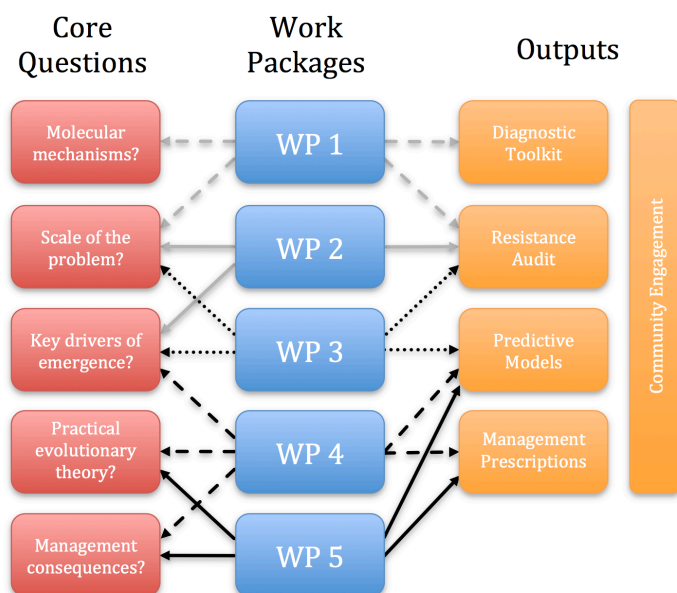 Core
Questions
Work
Packages
Outputs
Molecular
mechanisms?
WP 1
Diagnostic
Toolkit
Scale of the
problem?
WP 2
Resistance
Audit
Key drivers of
emergence?
WP 3
Predictive
Models
Practical
evolutionary
theory?
WP 4
Management
Prescriptions
Management
consequences?
WP 5
Community Engagement